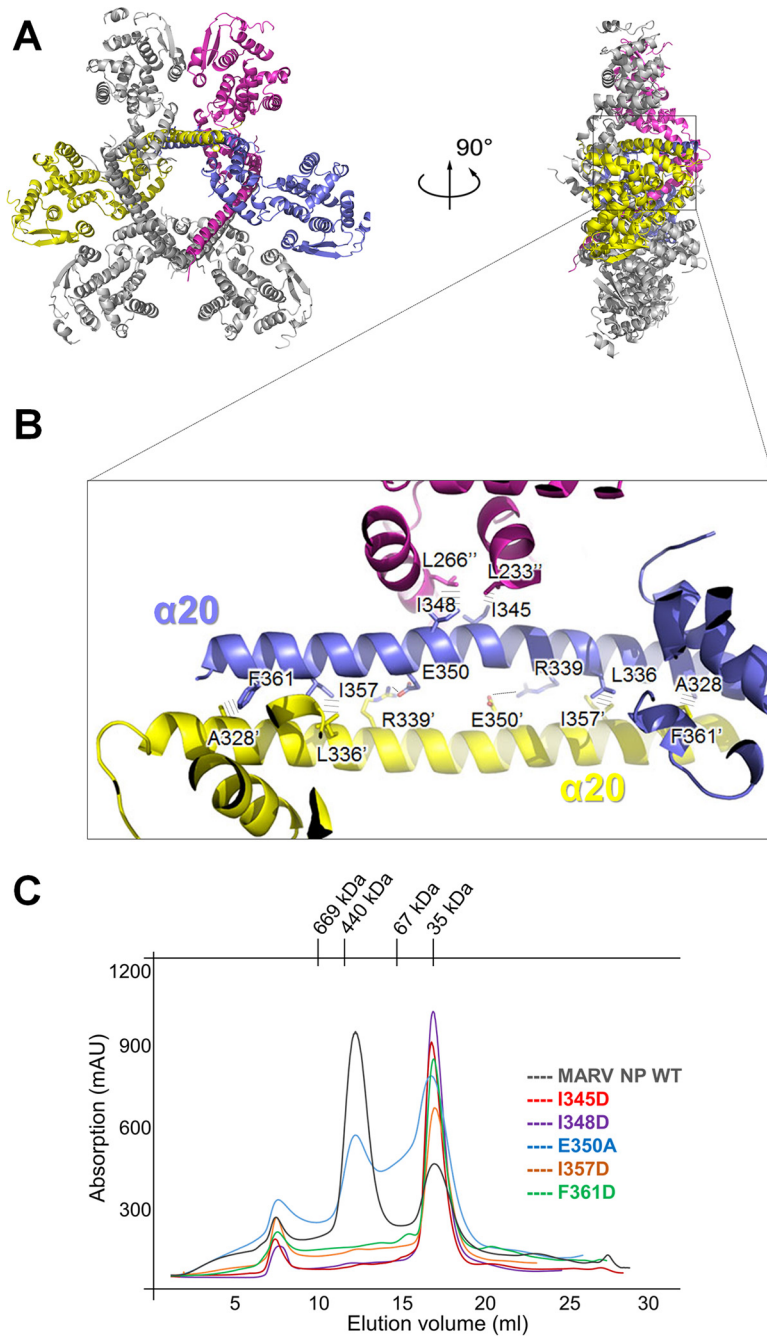 A
90°
B
L266’’
L233’’
α20
I348
I345
F361
I357
E350
R339
L336
A328
A328’
L336’
R339’
E350’
I357’
F361’
α20
C
669 kDa
440 kDa
67 kDa
35 kDa
1200
900
600
300
Absorption (mAU)
---- MARV NP WT
---- I345D
---- I348D
---- E350A
---- I357D
---- F361D
5 10 15 20 25 30
Elution volume (ml)